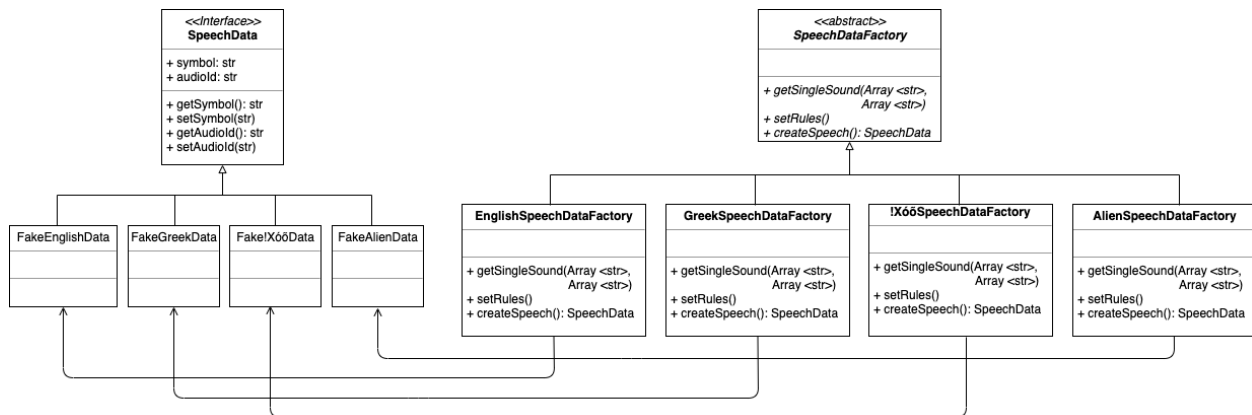 <<Interface>>
SpeechData
+ symbol: str
+ audioId: str
+ getSymbol(): str
+ setSymbol(str)
+ getAudioId(): str
+ setAudioId(str)
<<abstract>>
SpeechDataFactory
+ getSingleSound(Array <str>,
Array <str>)
+ setRules()
+ createSpeech(): SpeechData
FakeEnglishData
FakeGreekData
Fake!XóõData
FakeAlienData
EnglishSpeechDataFactory
+ getSingleSound(Array <str>,
Array <str>)
+ setRules()
+ createSpeech(): SpeechData
GreekSpeechDataFactory
+ getSingleSound(Array <str>,
Array <str>)
+ setRules()
+ createSpeech(): SpeechData
!XóõSpeechDataFactory
+ getSingleSound(Array <str>,
Array <str>)
+ setRules()
+ createSpeech(): SpeechData
AlienSpeechDataFactory
+ getSingleSound(Array <str>,
Array <str>)
+ setRules()
+ createSpeech(): SpeechData